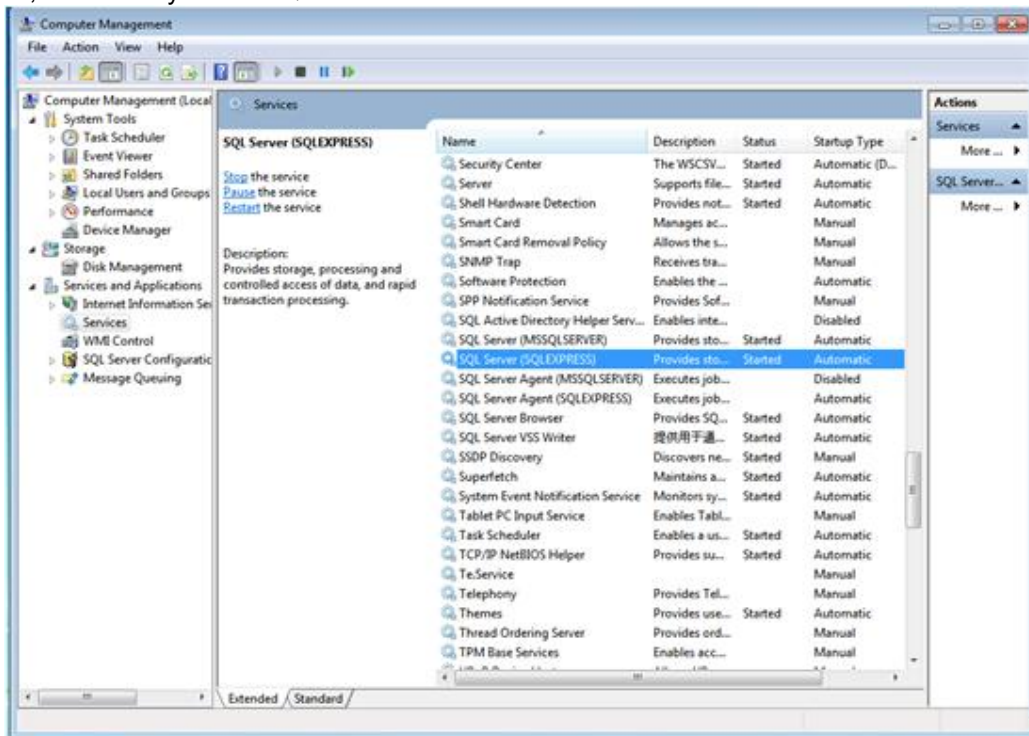 Computer Management
File Action View Help
Computer Management (Local
System Tools
Task Scheduler
Event Viewer
Shared Folders
Local Users and Groups
Performance
Device Manager
Storage
Disk Management
Services and Applications
Internet Information Ser
Services
WMI Control
SQL Server Configuratic
Message Queuing
Services
SQL Server (SQLEXPRESS)
Stop the service
Pause the service
Restart the service
Description:
Provides storage, processing and
controlled access of data, and rapid
transaction processing.
Name Description Status Startup Type
Security Center The WSCSV... Started Automatic (D...
Server Supports file... Started Automatic
Shell Hardware Detection Provides not... Started Automatic
Smart Card Manages ac... Manual
Smart Card Removal Policy Allows the s... Manual
SNMP Trap Receives tra... Manual
Software Protection Enables the ... Automatic
SPP Notification Service Provides Sof... Manual
SQL Active Directory Helper Serv... Enables inte... Disabled
SQL Server (MSSQLSERVER) Provides sto... Started Automatic
SQL Server (SQLEXPRESS) Provides sto... Started Automatic
SQL Server Agent (MSSQLSERVER) Executes job... Disabled
SQL Server Agent (SQLEXPRESS) Executes job... Automatic
SQL Server Browser Provides SQ... Started Automatic
SQL Server VSS Writer 提供用于通... Started Automatic
SSDP Discovery Discovers ne... Started Manual
Superfetch Maintains a... Started Automatic
System Event Notification Service Monitors sy... Started Automatic
Tablet PC Input Service Enables Tabl... Manual
Task Scheduler Enables a us... Started Automatic
TCP/IP NetBIOS Helper Provides su... Started Automatic
Te.Service Manual
Telephony Provides Tel... Manual
Themes Provides use... Started Automatic
Thread Ordering Server Provides ord... Manual
TPM Base Services Enables acc... Manual
Extended Standard
Actions
Services
More ...
SQL Server...
More ...